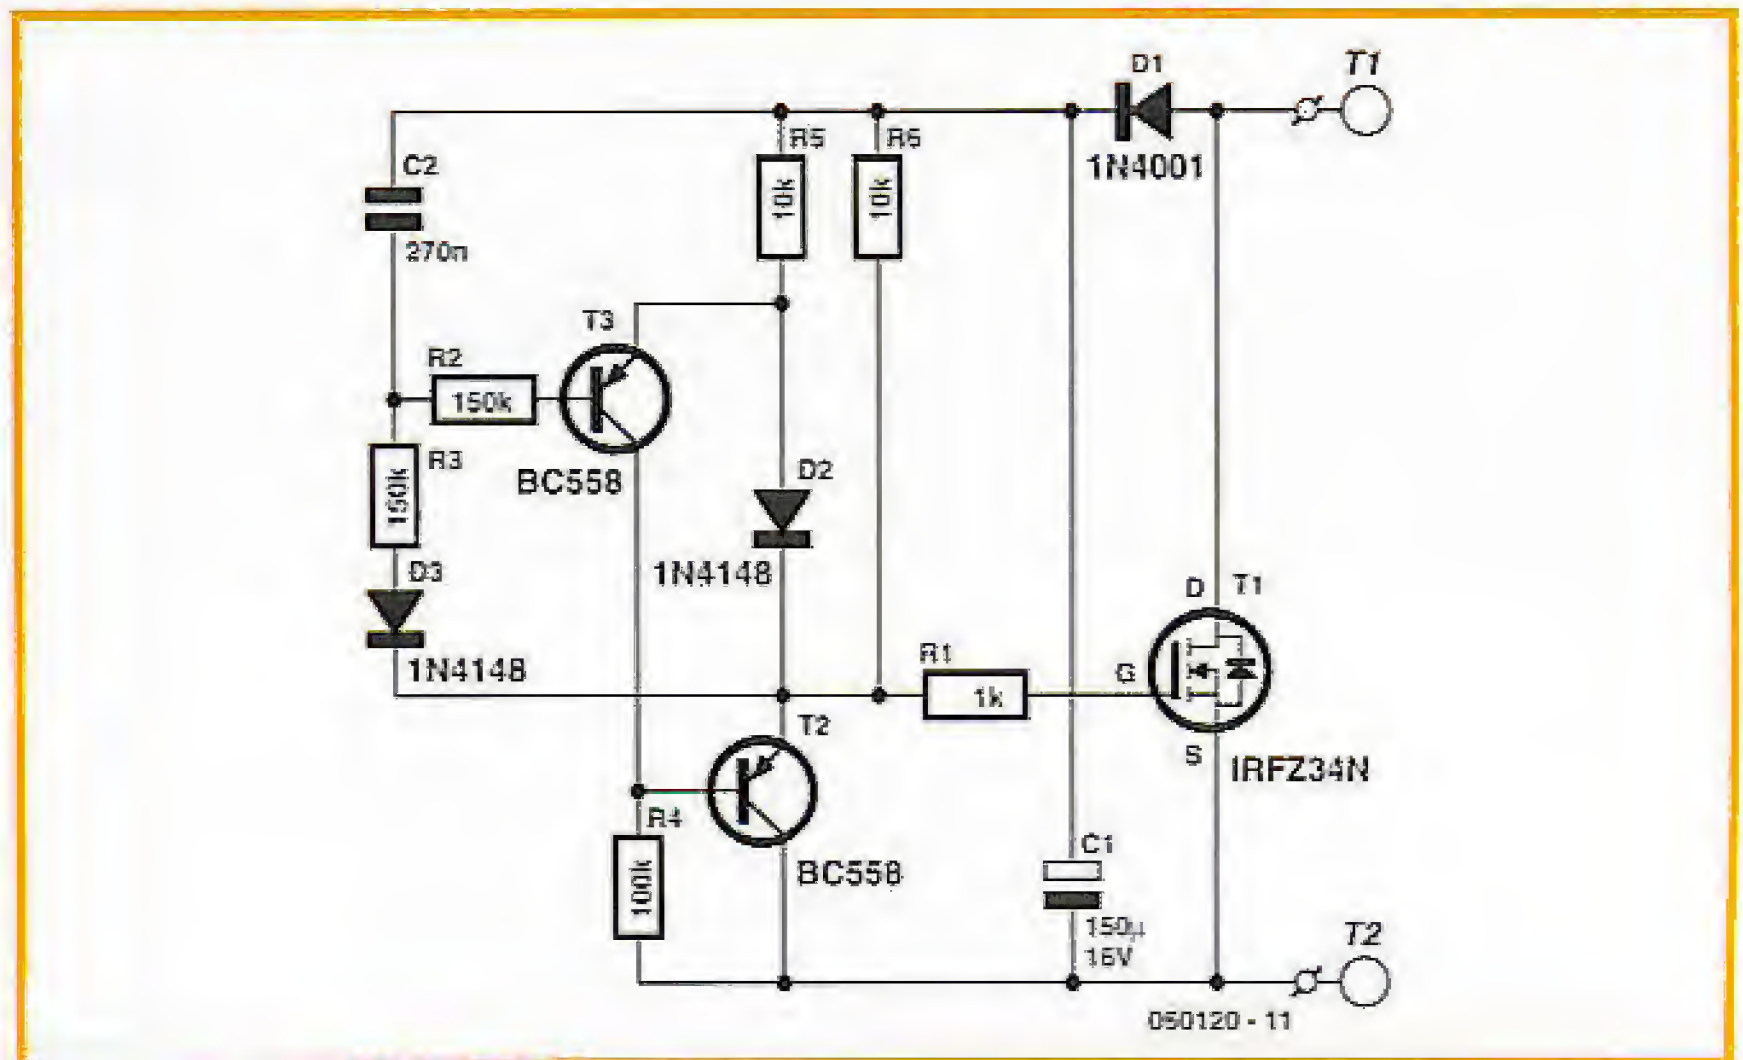 D1
T1
C2
R5
R6
1N4001
10k
10k
270n
T3
R2
150k
R3
BC558
D2
150k
D3
1N4148
D
T1
1N4148
R1
G
1k
T2
S
IRFZ34N
R4
C1
BC558
100k
150µ
16V
T2
050120 - 11